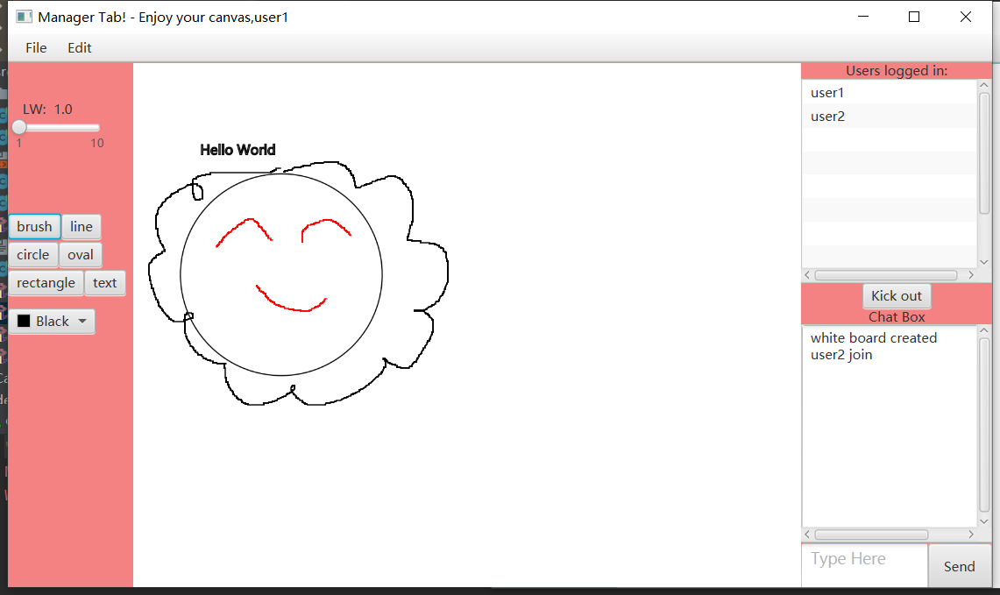 Manager Tab! - Enjoy your canvas,user1
File Edit
LW: 1.0
1 10
brush line
circle oval
rectangle text
Black
Hello World
Users logged in:
user1
user2
Kick out
Chat Box
white board created
user2 join
Type Here
Send